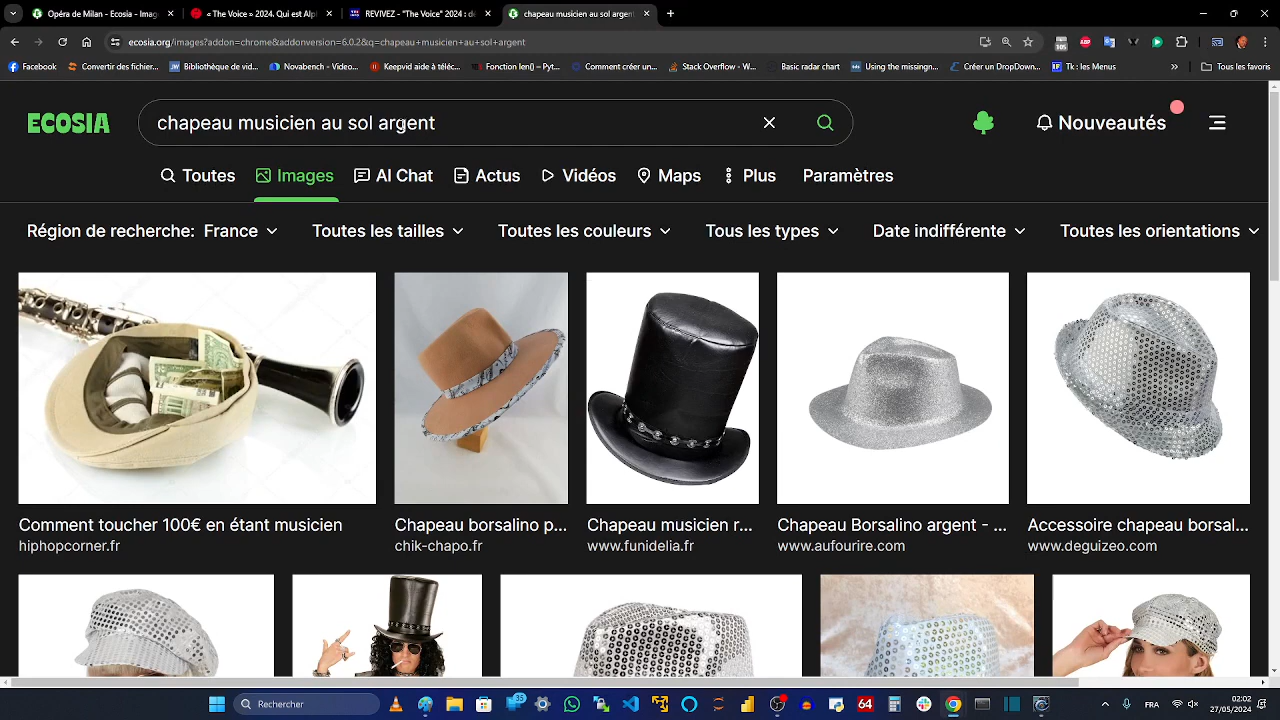 Opéra de Milan - Ecosia - Imag
« The Voice » 2024. Qui est Alp
REVIVEZ - "The Voice" 2024 : d
chapeau musicien au sol argent
ecosia.org/images?addon=chrome&addonversion=6.0.2&q=chapeau+musicien+au+sol+argent
305
Facebook
Convertir des fichier...
Bibliothèque de vid...
Novabench - Video...
Keepvid aide à téléc...
Fonction len() – Pyt...
Comment créer un...
Stack Overflow - W...
Basic radar chart
Using the missingn...
Créer un DropDown...
Tk : les Menus
»
Tous les favoris
ECOSIA
chapeau musicien au sol argent
Nouveautés
Toutes
Images
AI Chat
Actus
Vidéos
Maps
Plus
Paramètres
Région de recherche: France
Toutes les tailles
Toutes les couleurs
Tous les types
Date indifférente
Toutes les orientations
Comment toucher 100€ en étant musicien
hiphopcorner.fr
Chapeau borsalino p...
chik-chapo.fr
Chapeau musicien r...
www.funidelia.fr
Chapeau Borsalino argent - ...
www.aufourire.com
Accessoire chapeau borsal...
www.deguizeo.com
Rechercher
35
64
FRA
02:02
27/05/2024